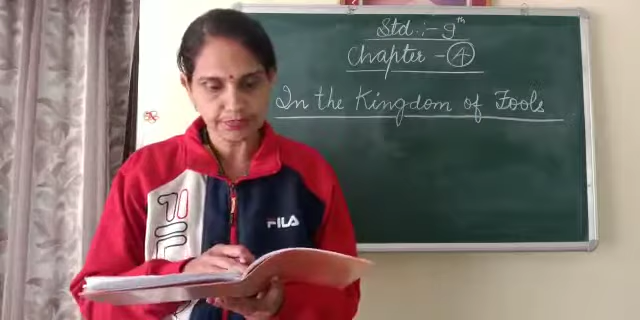 Std :- 9th
Chapter - 4
In the Kingdom of Fools
FILA